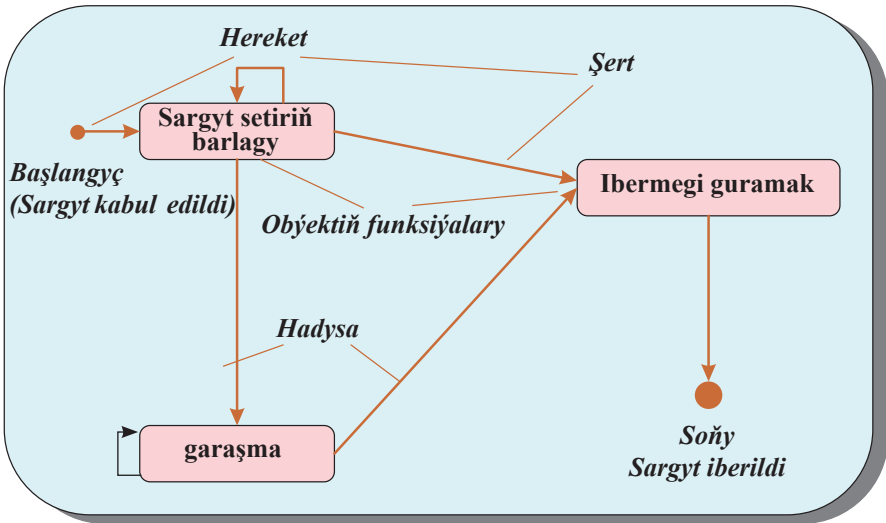 Hereket
Şert
Sargyt setiriň
barlagy
Başlangyç
(Sargyt kabul edildi)
Ibermegi guramak
Obýektiň funksiýalary
Hadysa
garaşma
Soňy
Sargyt iberildi